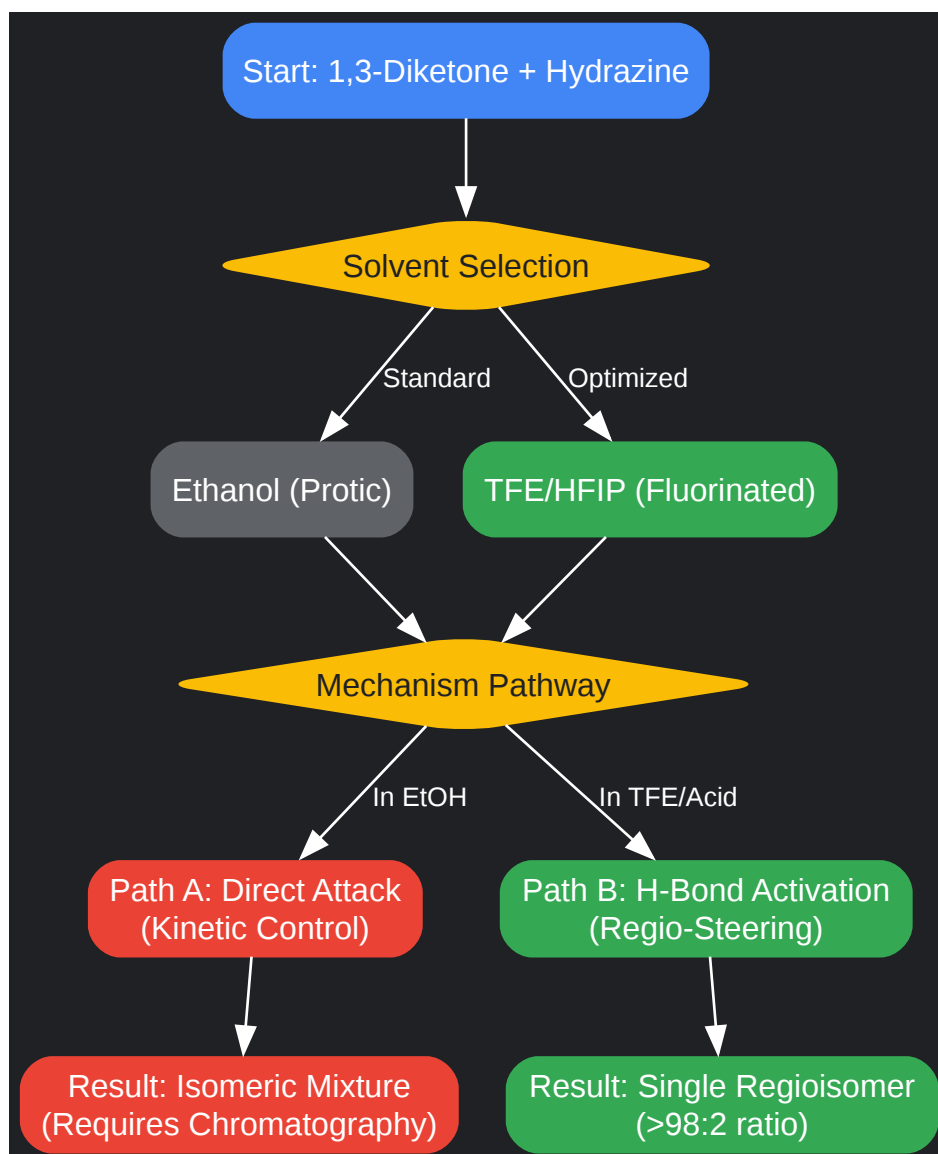 Start: 1,3-Diketone + Hydrazine
Solvent Selection
Standard
Optimized
Ethanol (Protic)
TFE/HFIP (Fluorinated)
Mechanism Pathway
In EtOH
In TFE/Acid
Path A: Direct Attack
(Kinetic Control)
Path B: H-Bond Activation
(Regio-Steering)
Result: Isomeric Mixture
(Requires Chromatography)
Result: Single Regioisomer
(>98:2 ratio)